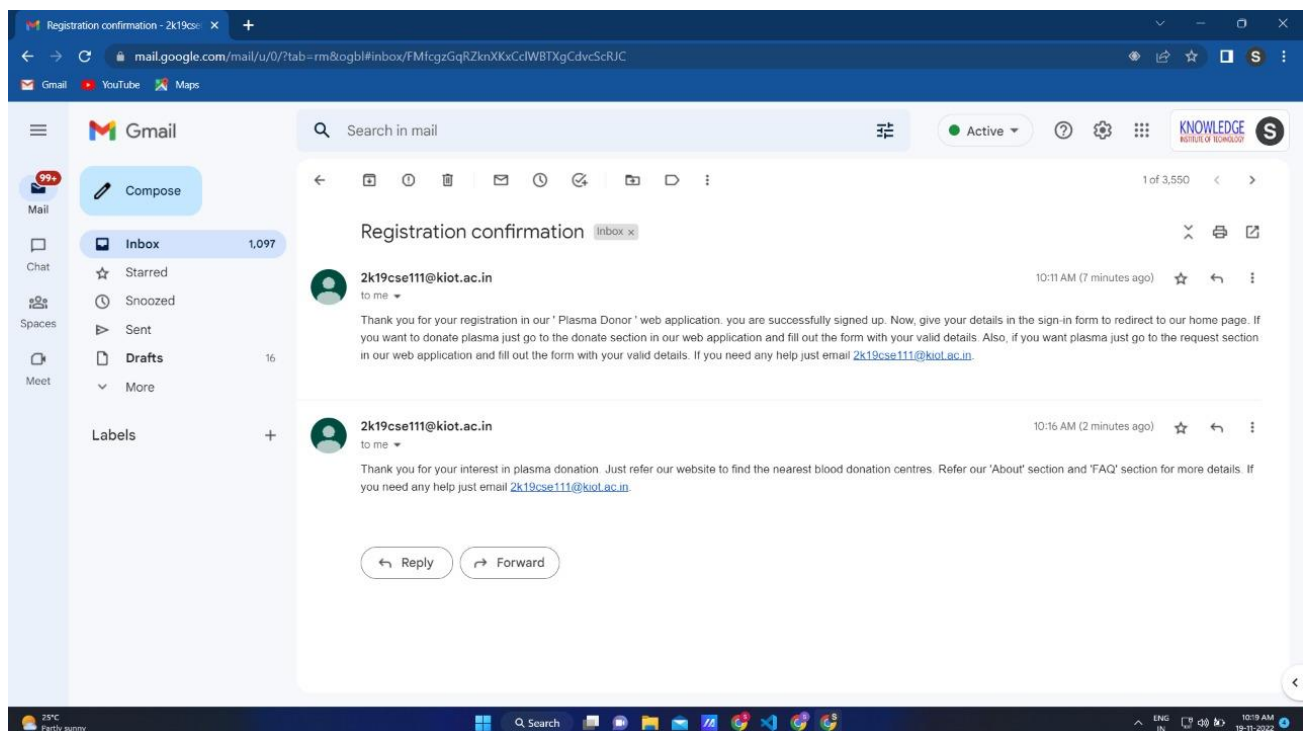 Registration confirmation - 2k19cse
mail.google.com/mail/u/0/?tab=rm&ogbl#inbox/FMfcgzGqRZknXKxCclWBTXgCdvcScRJC
S
Gmail YouTube Maps
Gmail
Search in mail
Active
KNOWLEDGE
INSTITUTE OF TECHNOLOGY
S
99+
Mail
Chat
Spaces
Meet
Compose
Inbox 1,097
Starred
Snoozed
Sent
Drafts 16
More
Labels
1 of 3,550
Registration confirmation Inbox x
2k19cse111@kiot.ac.in 10:11 AM (7 minutes ago)
to me
Thank you for your registration in our ' Plasma Donor ' web application. you are successfully signed up. Now, give your details in the sign-in form to redirect to our home page. If
you want to donate plasma just go to the donate section in our web application and fill out the form with your valid details. Also, if you want plasma just go to the request section
in our web application and fill out the form with your valid details. If you need any help just email 2k19cse111@kiot.ac.in.
2k19cse111@kiot.ac.in 10:16 AM (2 minutes ago)
to me
Thank you for your interest in plasma donation. Just refer our website to find the nearest blood donation centres. Refer our 'About' section and 'FAQ' section for more details. If
you need any help just email 2k19cse111@kiot.ac.in.
Reply Forward
25°C
Partly sunny
Search
ENG
IN
10:19 AM
19-11-2022